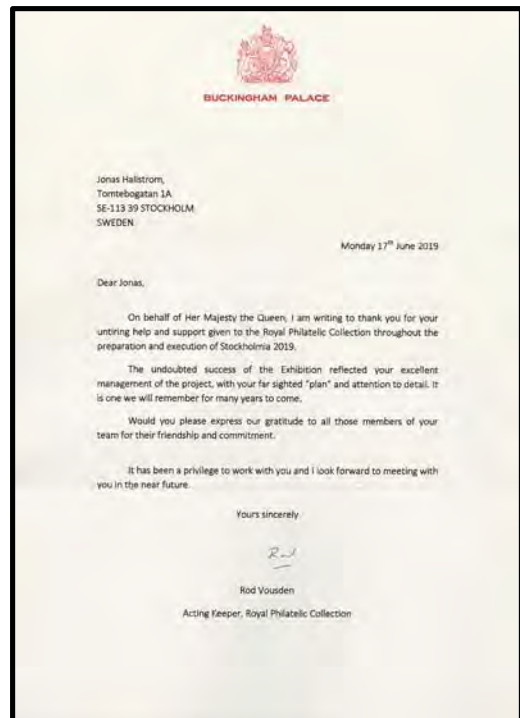 BUCKINGHAM PALACE
Jonas Hallstrom,
Tomtebogatan 1A
SE-113 39 STOCKHOLM
SWEDEN
Monday 17th June 2019
Dear Jonas,
On behalf of Her Majesty the Queen, I am writing to thank you for your
untiring help and support given to the Royal Philatelic Collection throughout the
preparation and execution of Stockholmia 2019.
The undoubted success of the Exhibition reflected your excellent
management of the project, with your far sighted "plan" and attention to detail. It
is one we will remember for many years to come.
Would you please express our gratitude to all those members of your
team for their friendship and commitment.
It has been a privilege to work with you and I look forward to meeting with
you in the near future.
Yours sincerely
Rod
Rod Vousden
Acting Keeper, Royal Philatelic Collection